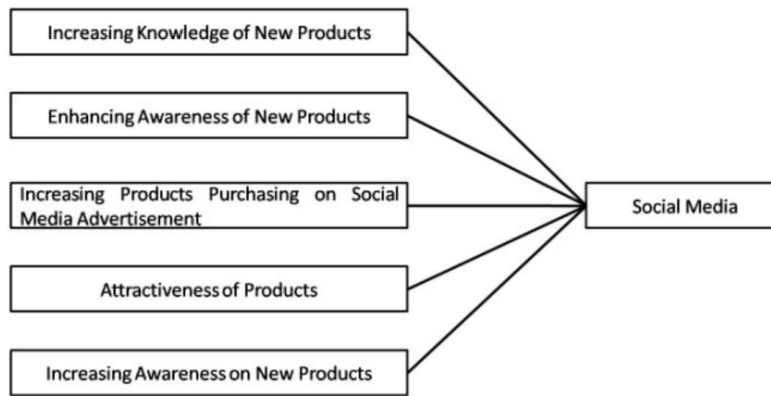 Increasing Knowledge of New Products
Enhancing Awareness of New Products
Increasing Products Purchasing on Social
Media Advertisement
Social Media
Attractiveness of Products
Increasing Awareness on New Products